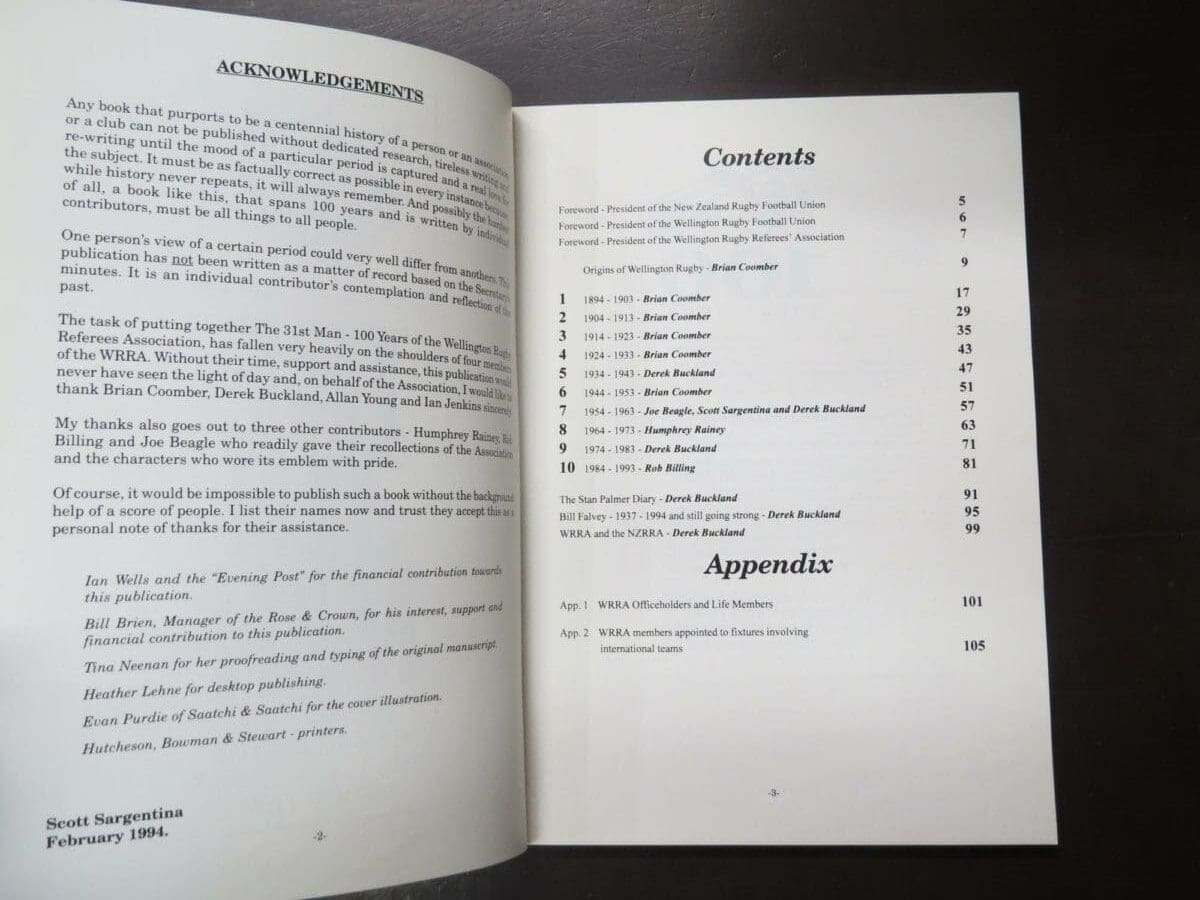 ACKNOWLEDGEMENTS
Any book that purports to be a centennial history of a person or an association
or a club can not be published without dedicated research, tireless writing and
re-writing until the mood of a particular period is captured and a real love for
the subject. It must be as factually correct as possible in every instance because
while history never repeats, it will always remember. And possibly the hardest
of all, a book like this, that spans 100 years and is written by individual
contributors, must be all things to all people.
One person's view of a certain period could very well differ from anothers. This
publication has not been written as a matter of record based on the Secretary's
minutes. It is an individual contributor's contemplation and reflection of the
past.
The task of putting together The 31st Man - 100 Years of the Wellington Rugby
Referees Association, has fallen very heavily on the shoulders of four members
of the WRRA. Without their time, support and assistance, this publication would
never have seen the light of day and, on behalf of the Association, I would like to
thank Brian Coomber, Derek Buckland, Allan Young and Ian Jenkins sincerely.
My thanks also goes out to three other contributors - Humphrey Rainey, Rob
Billing and Joe Beagle who readily gave their recollections of the Association
and the characters who wore its emblem with pride.
Of course, it would be impossible to publish such a book without the background
help of a score of people. I list their names now and trust they accept this as a
personal note of thanks for their assistance.
Ian Wells and the "Evening Post" for the financial contribution towards
this publication.
Bill Brien, Manager of the Rose & Crown, for his interest, support and
financial contribution to this publication.
Tina Neenan for her proofreading and typing of the original manuscript.
Heather Lehne for desktop publishing.
Evan Purdie of Saatchi & Saatchi for the cover illustration.
Hutcheson, Bowman & Stewart - printers.
Scott Sargentina
February 1994.
-2-
Contents
Foreword - President of the New Zealand Rugby Football Union 5
Foreword - President of the Wellington Rugby Football Union 6
Foreword - President of the Wellington Rugby Referees' Association 7
Origins of Wellington Rugby - Brian Coomber 9
1 1894 - 1903 - Brian Coomber 17
2 1904 - 1913 - Brian Coomber 29
3 1914 - 1923 - Brian Coomber 35
4 1924 - 1933 - Brian Coomber 43
5 1934 - 1943 - Derek Buckland 47
6 1944 - 1953 - Brian Coomber 51
7 1954 - 1963 - Joe Beagle, Scott Sargentina and Derek Buckland 57
8 1964 - 1973 - Humphrey Rainey 63
9 1974 - 1983 - Derek Buckland 71
10 1984 - 1993 - Rob Billing 81
The Stan Palmer Diary - Derek Buckland 91
Bill Falvey - 1937 - 1994 and still going strong - Derek Buckland 95
WRRA and the NZRRA - Derek Buckland 99
Appendix
App. 1 WRRA Officeholders and Life Members 101
App. 2 WRRA members appointed to fixtures involving
international teams 105
-3-